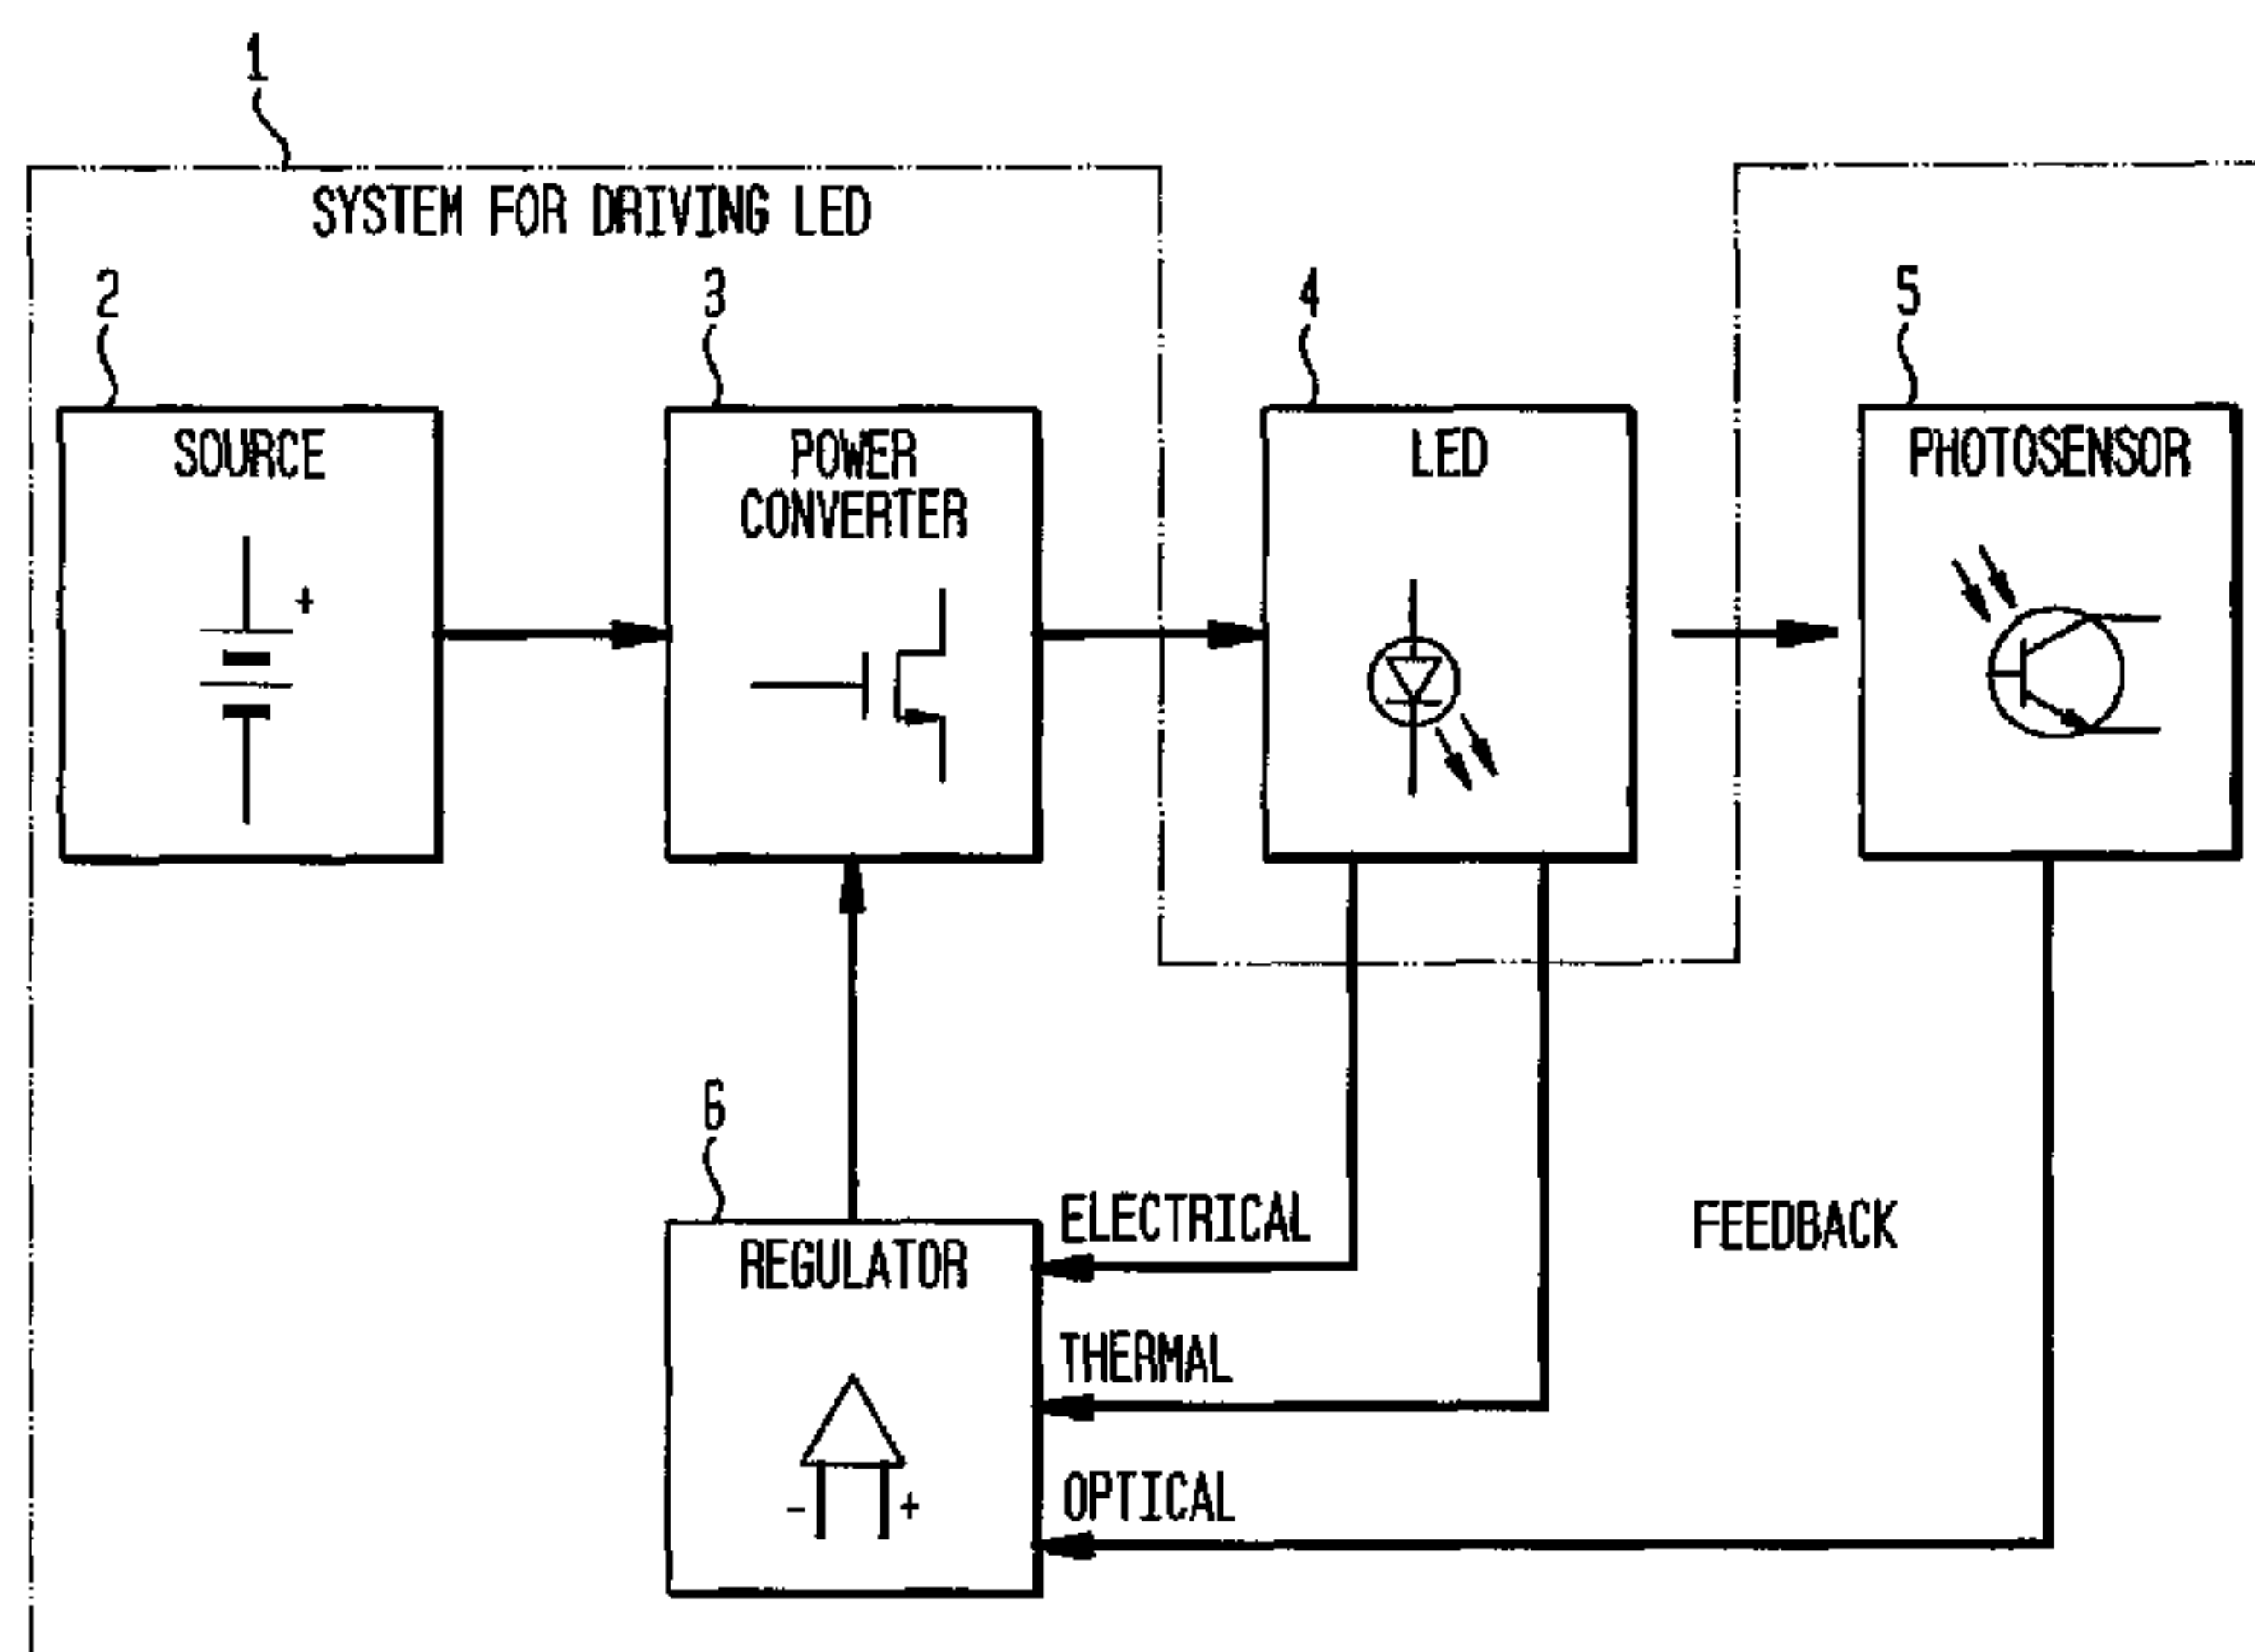 1
SYSTEM FOR DRIVING LED
2
3
4
5
SOURCE
POWER
CONVERTER
LED
PHOTOSENSOR
+
6
REGULATOR
ELECTRICAL
FEEDBACK
THERMAL
OPTICAL
- +